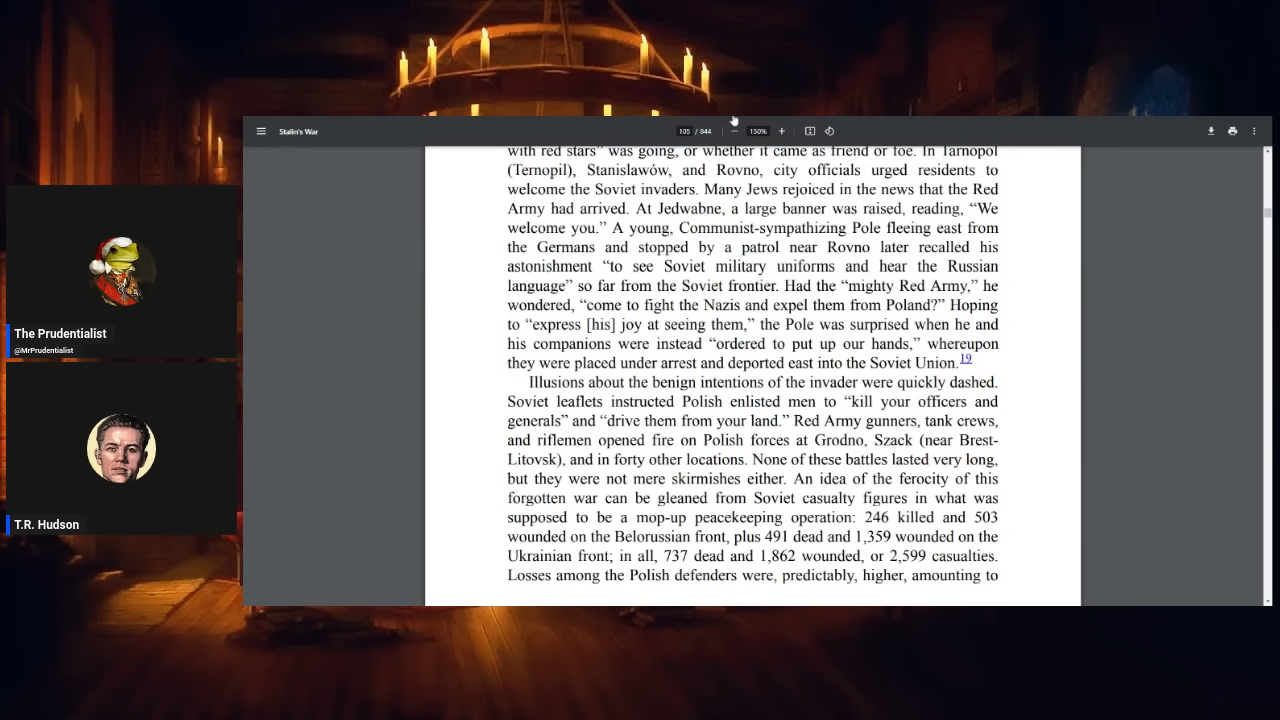 Stalin's War
105 / 844
150%
with red stars” was going, or whether it came as friend or foe. In Tarnopol
(Ternopil), Stanislawów, and Rovno, city officials urged residents to
welcome the Soviet invaders. Many Jews rejoiced in the news that the Red
Army had arrived. At Jedwabne, a large banner was raised, reading, “We
welcome you.” A young, Communist-sympathizing Pole fleeing east from
the Germans and stopped by a patrol near Rovno later recalled his
astonishment “to see Soviet military uniforms and hear the Russian
language” so far from the Soviet frontier. Had the “mighty Red Army,” he
wondered, “come to fight the Nazis and expel them from Poland?” Hoping
to “express [his] joy at seeing them,” the Pole was surprised when he and
his companions were instead “ordered to put up our hands,” whereupon
they were placed under arrest and deported east into the Soviet Union.19
Illusions about the benign intentions of the invader were quickly dashed.
Soviet leaflets instructed Polish enlisted men to “kill your officers and
generals” and “drive them from your land.” Red Army gunners, tank crews,
and riflemen opened fire on Polish forces at Grodno, Szack (near Brest-
Litovsk), and in forty other locations. None of these battles lasted very long,
but they were not mere skirmishes either. An idea of the ferocity of this
forgotten war can be gleaned from Soviet casualty figures in what was
supposed to be a mop-up peacekeeping operation: 246 killed and 503
wounded on the Belorussian front, plus 491 dead and 1,359 wounded on the
Ukrainian front; in all, 737 dead and 1,862 wounded, or 2,599 casualties.
Losses among the Polish defenders were, predictably, higher, amounting to
The Prudentialist
@MrPrudentialist
T.R. Hudson